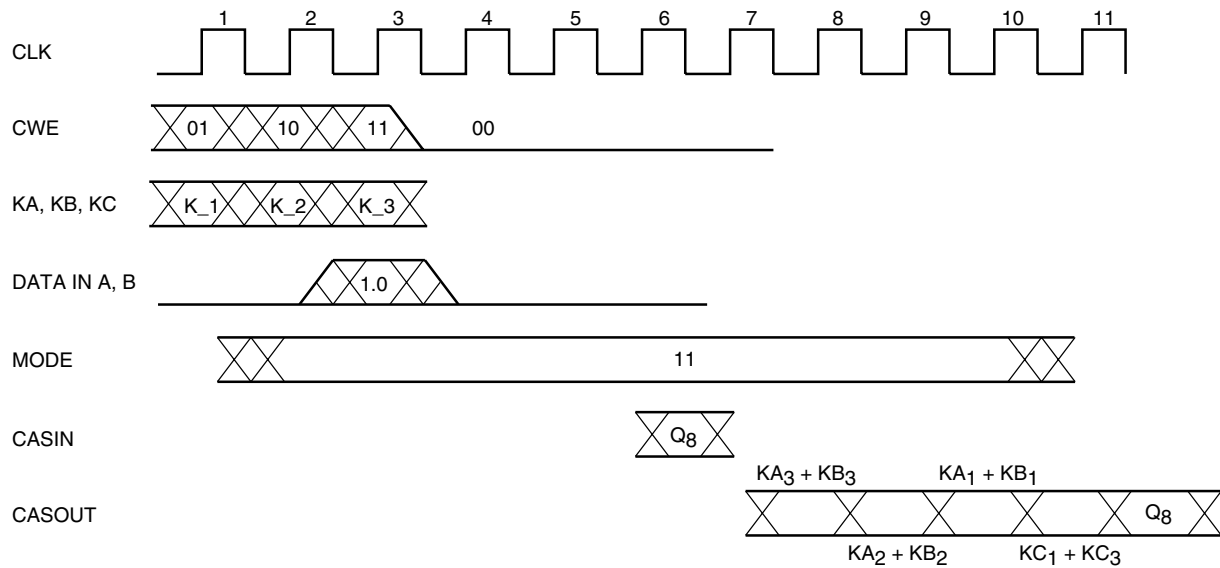 1 2 3 4 5 6 7 8 9 10 11
CLK
CWE 01 10 11 00
KA, KB, KC K_1 K_2 K_3
DATA IN A, B 1.0
MODE 11
CASIN Q8
KA3 + KB3 KA1 + KB1
CASOUT Q8
KA2 + KB2 KC1 + KC3